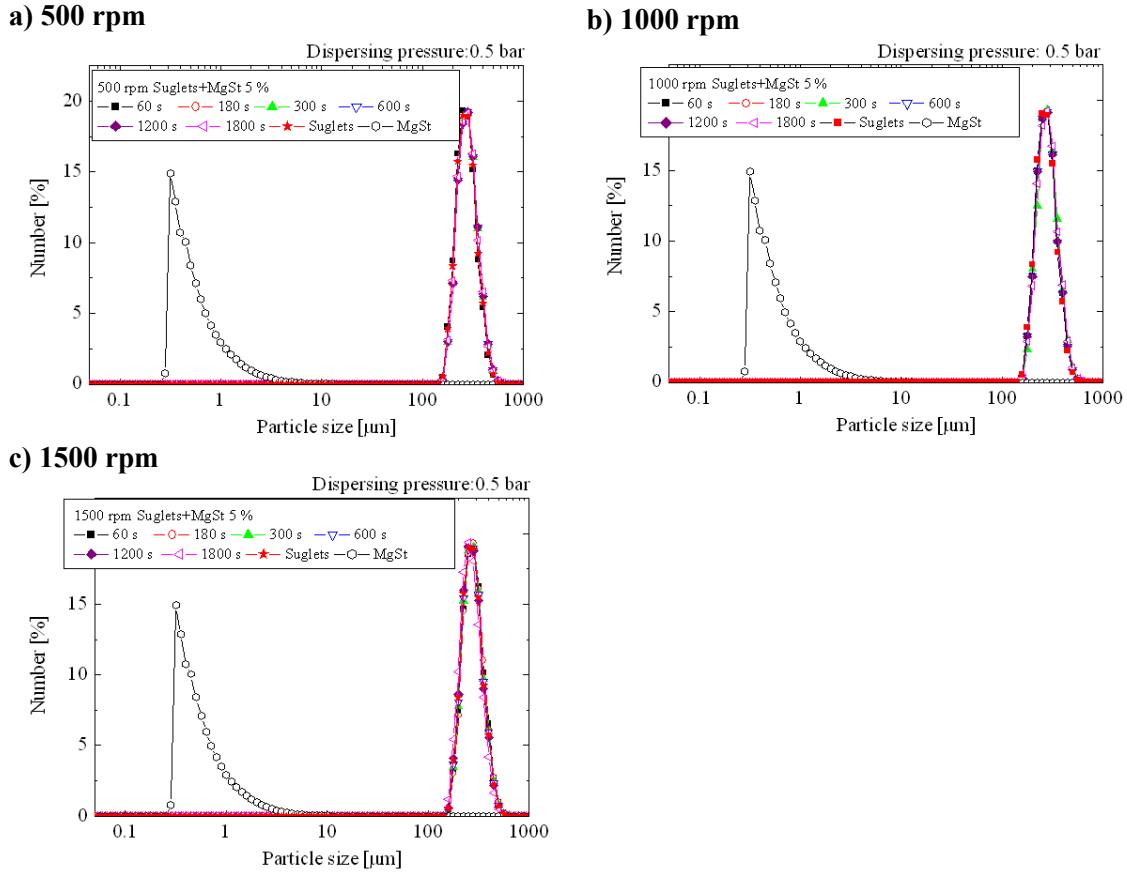 a) 500 rpm
Dispersing pressure:0.5 bar
500 rpm Suglets+MgSt 5 %
60 s 180 s 300 s 600 s
1200 s 1800 s Suglets MgSt
20
15
10
5
0
Number [%]
0.1 1 10 100 1000
Particle size [µm]
b) 1000 rpm
Dispersing pressure: 0.5 bar
1000 rpm Suglets+MgSt 5 %
60 s 180 s 300 s 600 s
1200 s 1800 s Suglets MgSt
15
10
5
0
Number [%]
0.1 1 10 100 1000
Particle size [µm]
c) 1500 rpm
Dispersing pressure:0.5 bar
1500 rpm Suglets+MgSt 5 %
60 s 180 s 300 s 600 s
1200 s 1800 s Suglets MgSt
15
10
5
0
Number [%]
0.1 1 10 100 1000
Particle size [µm]